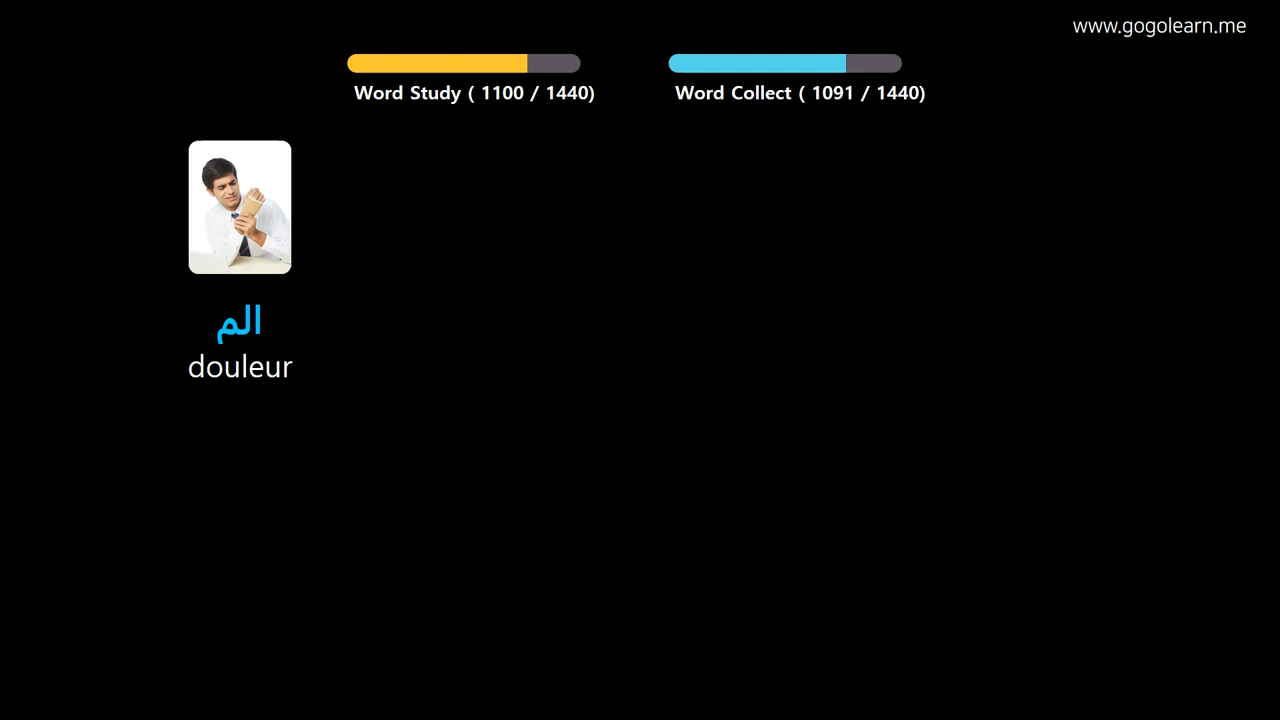 www.gogolearn.me
Word Study ( 1100 / 1440)
Word Collect ( 1091 / 1440)
الم
douleur